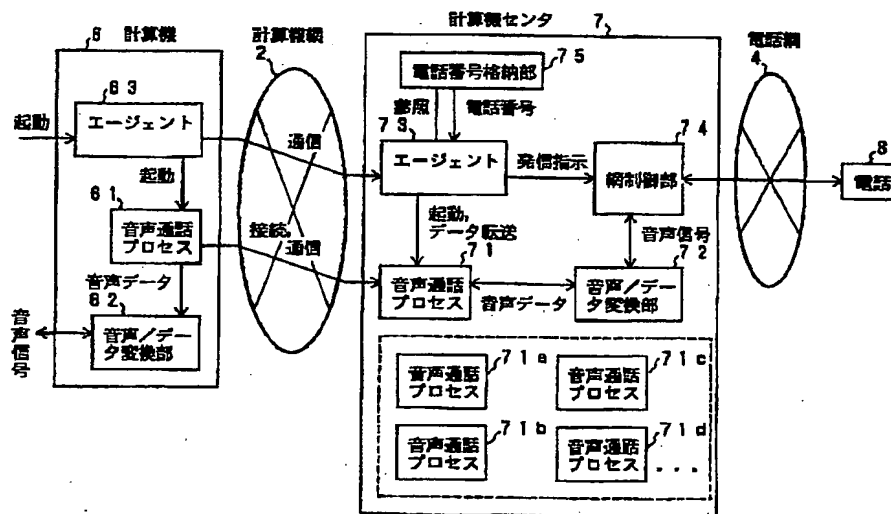 6 計算機
起動
63
エージェント
起動
61
音声通話
プロセス
音声データ
62
音声／デー
タ変換部
音声
信号
計算機網
2
通信
接続,
通信
計算機センタ 7
電話番号格納部
75
参照
電話番号
73
エージェント
発信指示
74
網制御部
起動,
データ転送
71
音声通話
プロセス
音声データ
音声信号
72
音声／デー
タ変換部
71a
音声通話
プロセス
71c
音声通話
プロセス
71b
音声通話
プロセス
71d
音声通話
プロセス
...
電話網
4
8
電話